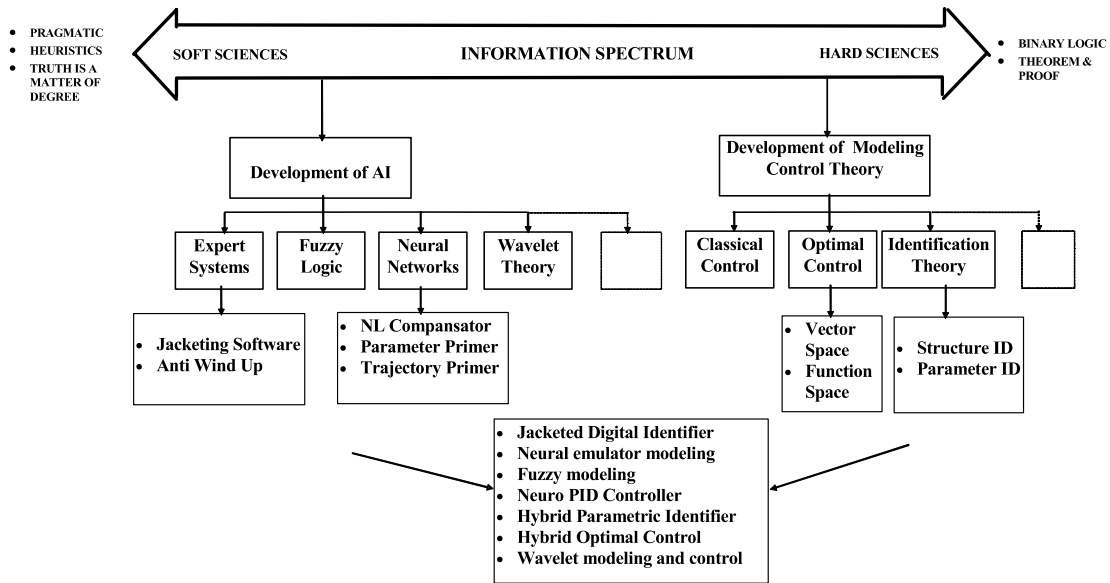 • PRAGMATIC
• HEURISTICS
• TRUTH IS A
MATTER OF
DEGREE
SOFT SCIENCES
INFORMATION SPECTRUM
HARD SCIENCES
• BINARY LOGIC
• THEOREM &
PROOF
Development of AI
Development of Modeling
Control Theory
Expert
Systems
Fuzzy
Logic
Neural
Networks
Wavelet
Theory
Classical
Control
Optimal
Control
Identification
Theory
• Jacketing Software
• Anti Wind Up
• NL Compansator
• Parameter Primer
• Trajectory Primer
• Vector
Space
• Function
Space
• Structure ID
• Parameter ID
• Jacketed Digital Identifier
• Neural emulator modeling
• Fuzzy modeling
• Neuro PID Controller
• Hybrid Parametric Identifier
• Hybrid Optimal Control
• Wavelet modeling and control